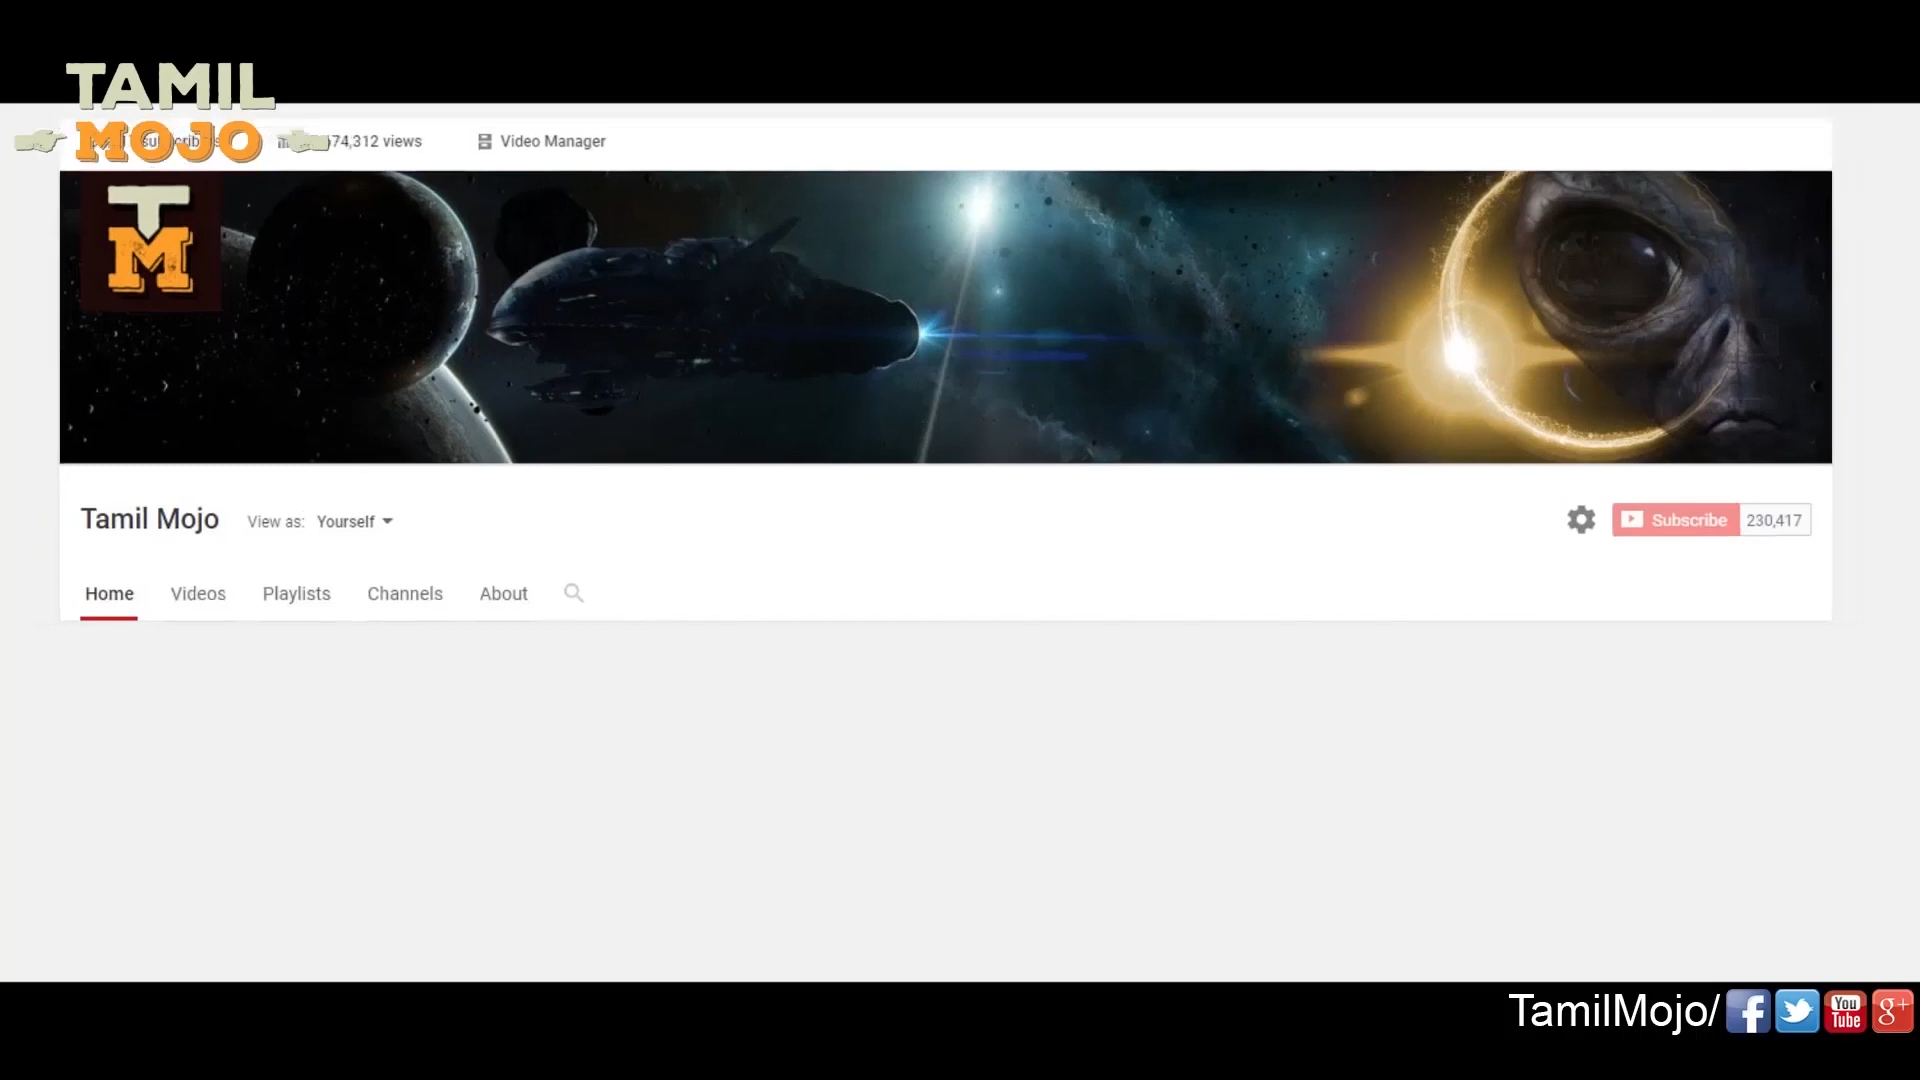 TAMIL
MOJO
74,312 views
Video Manager
TM
Tamil Mojo
View as: Yourself
Subscribe 230,417
Home Videos Playlists Channels About
TamilMojo/ f You Tube g+